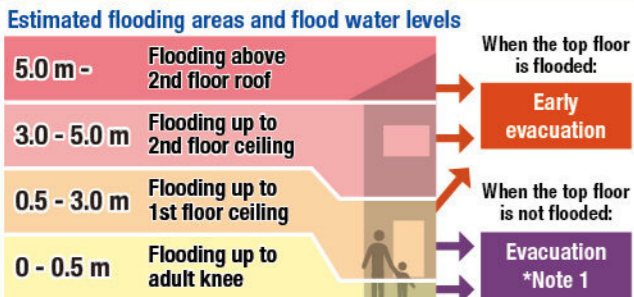 Estimated flooding areas and flood water levels
5.0 m -
Flooding above
2nd floor roof
3.0 - 5.0 m
Flooding up to
2nd floor ceiling
0.5 - 3.0 m
Flooding up to
1st floor ceiling
0 - 0.5 m
Flooding up to
adult knee
When the top floor
is flooded:
Early
evacuation
When the top floor
is not flooded:
Evacuation
*Note 1